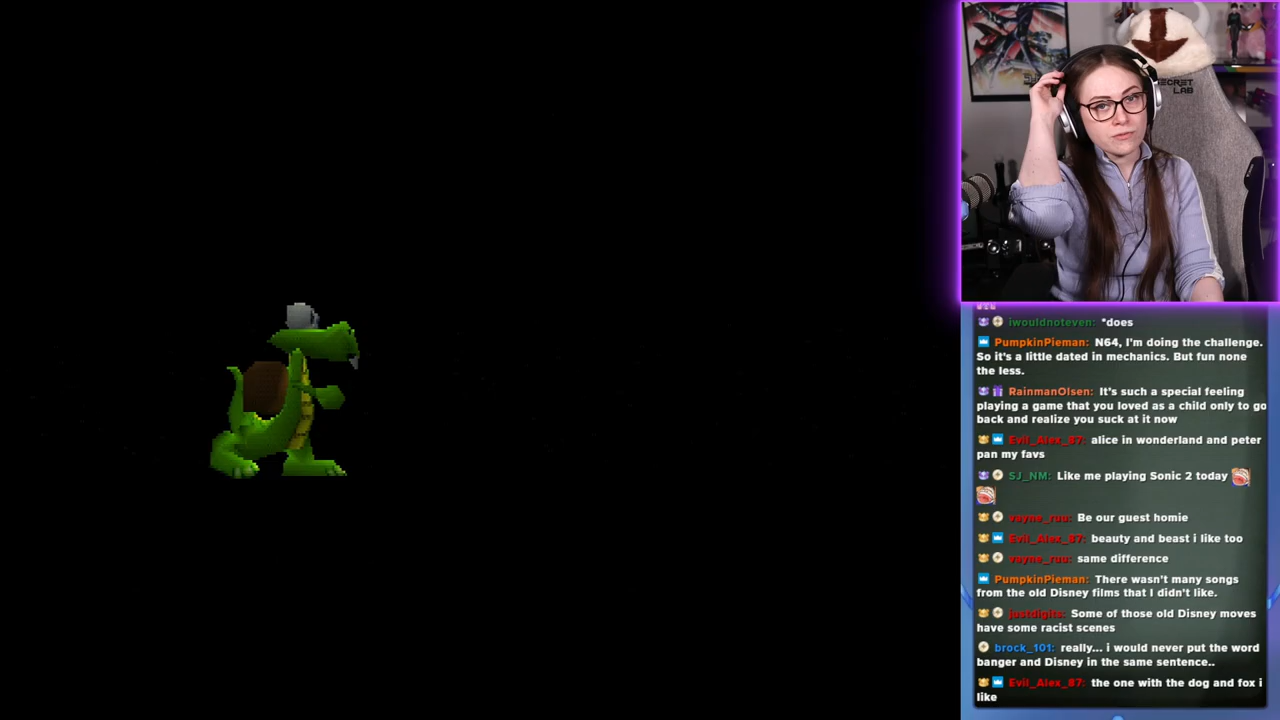 SECRET
LAB
iwouldnoteven: *does
PumpkinPieman: N64, I'm doing the challenge.
So it's a little dated in mechanics. But fun none
the less.
RainmanOlsen: It's such a special feeling
playing a game that you loved as a child only to go
back and realize you suck at it now
Evil_Alex_87: alice in wonderland and peter
pan my favs
SJ_NM: Like me playing Sonic 2 today
vayne_ruu: Be our guest homie
Evil_Alex_87: beauty and beast i like too
vayne_ruu: same difference
PumpkinPieman: There wasn't many songs
from the old Disney films that I didn't like.
justdigits: Some of those old Disney moves
have some racist scenes
brock_101: really... i would never put the word
banger and Disney in the same sentence..
Evil_Alex_87: the one with the dog and fox i
like